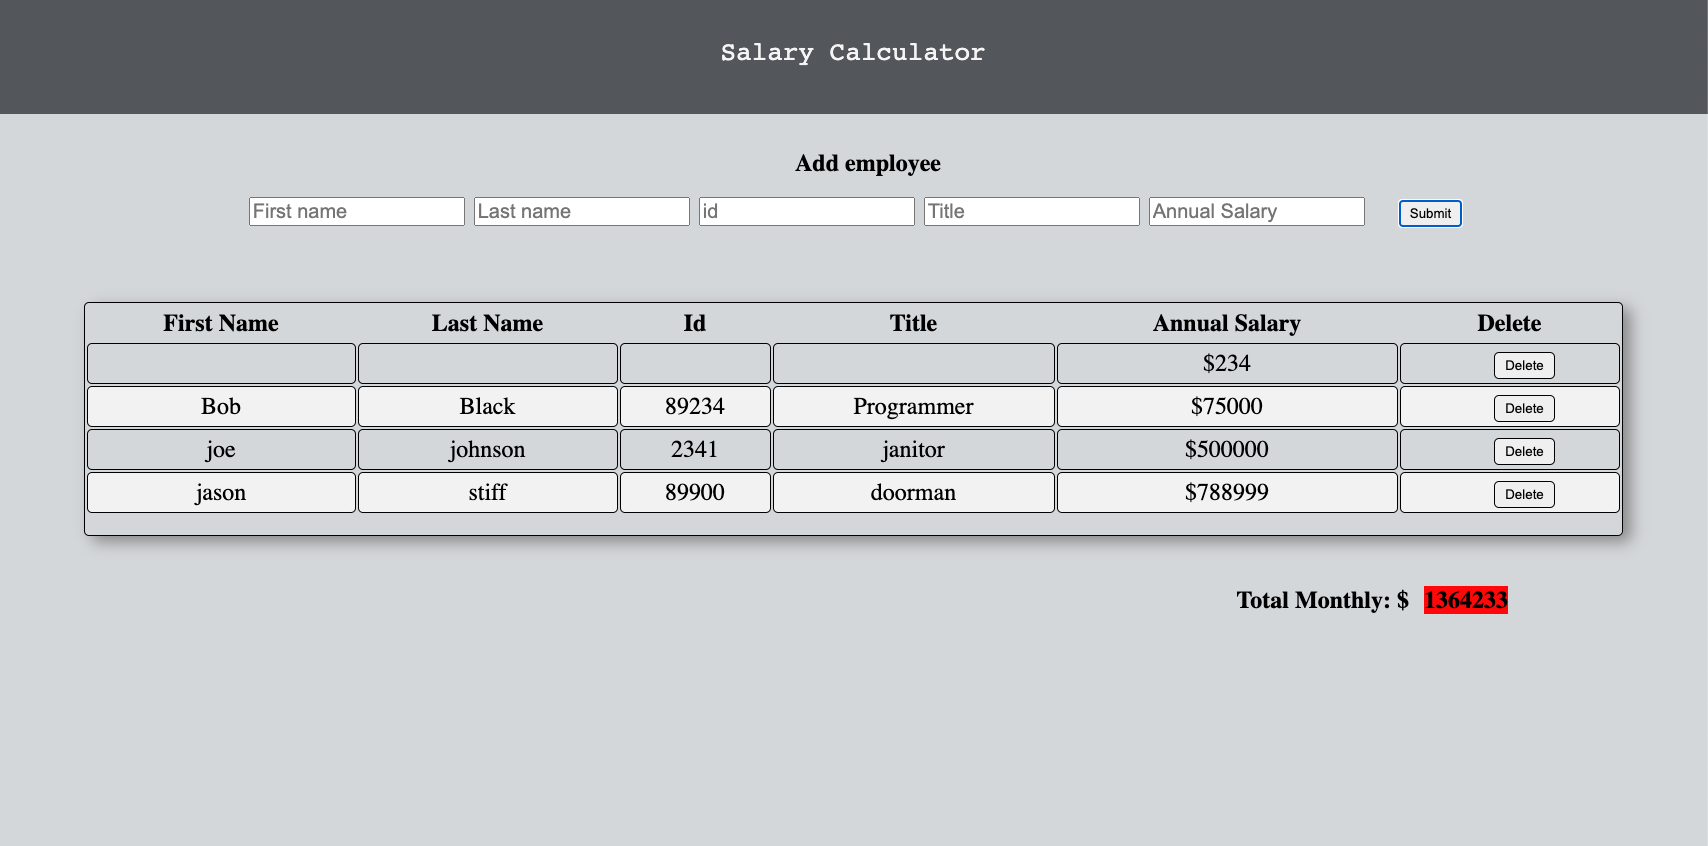 Salary Calculator
Add employee
First name Last name id Title Annual Salary Submit
First Name Last Name Id Title Annual Salary Delete
$234 Delete
Bob Black 89234 Programmer $75000 Delete
joe johnson 2341 janitor $500000 Delete
jason stiff 89900 doorman $788999 Delete
Total Monthly: $ 1364233